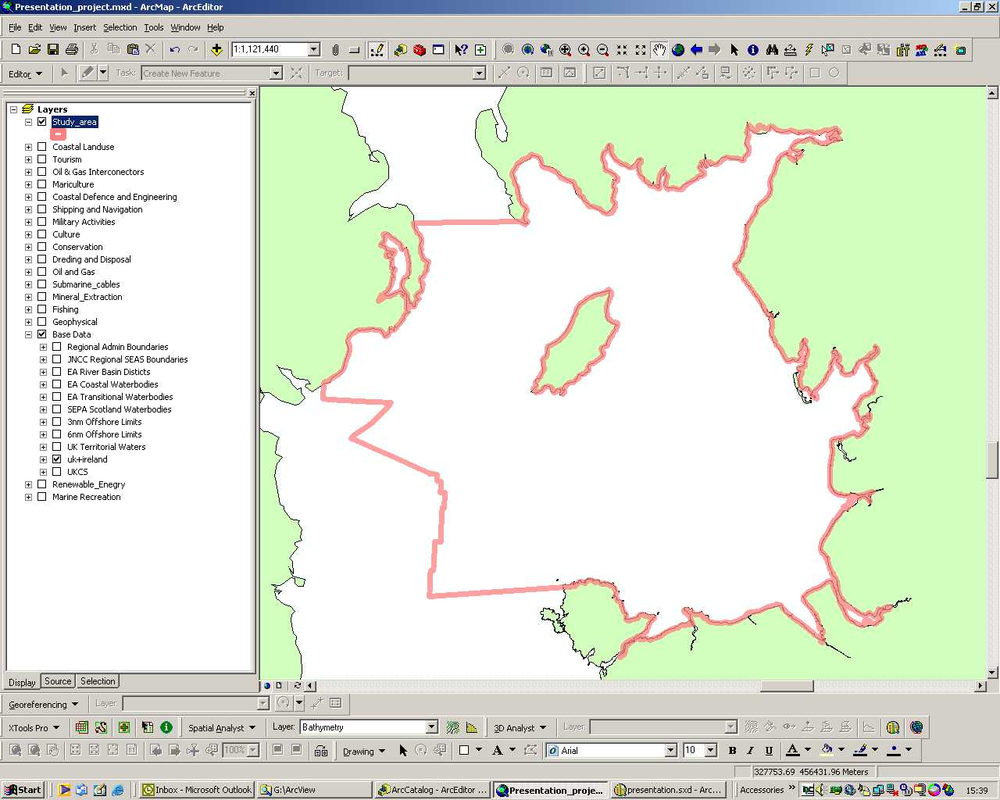 Presentation_project.mxd - ArcMap - ArcEditor
File Edit View Insert Selection Tools Window Help
1:1,121,440
Editor Task: Create New Feature Target:
Layers
Study_area
Coastal Landuse
Tourism
Oil & Gas Interconectors
Mariculture
Coastal Defence and Engineering
Shipping and Navigation
Military Activities
Culture
Conservation
Dreding and Disposal
Oil and Gas
Submarine_cables
Mineral_Extraction
Fishing
Geophysical
Base Data
Regional Admin Boundaries
JNCC Regional SEAS Boundaries
EA River Basin Disticts
EA Coastal Waterbodies
EA Transitional Waterbodies
SEPA Scotland Waterbodies
3nm Offshore Limits
6nm Offshore Limits
UK Territorial Waters
uk+ireland
UKCS
Renewable_Enegry
Marine Recreation
Display Source Selection
Georeferencing Layer:
XTools Pro Spatial Analyst Layer: Bathymetry 3D Analyst Layer:
100% Drawing A Arial 10 B I U A
327753.69 456431.96 Meters
Start Inbox - Microsoft Outlook G:\ArcView ArcCatalog - ArcEditor ... Presentation_proje... presentation.sxd - Arc... Accessories » 15:39